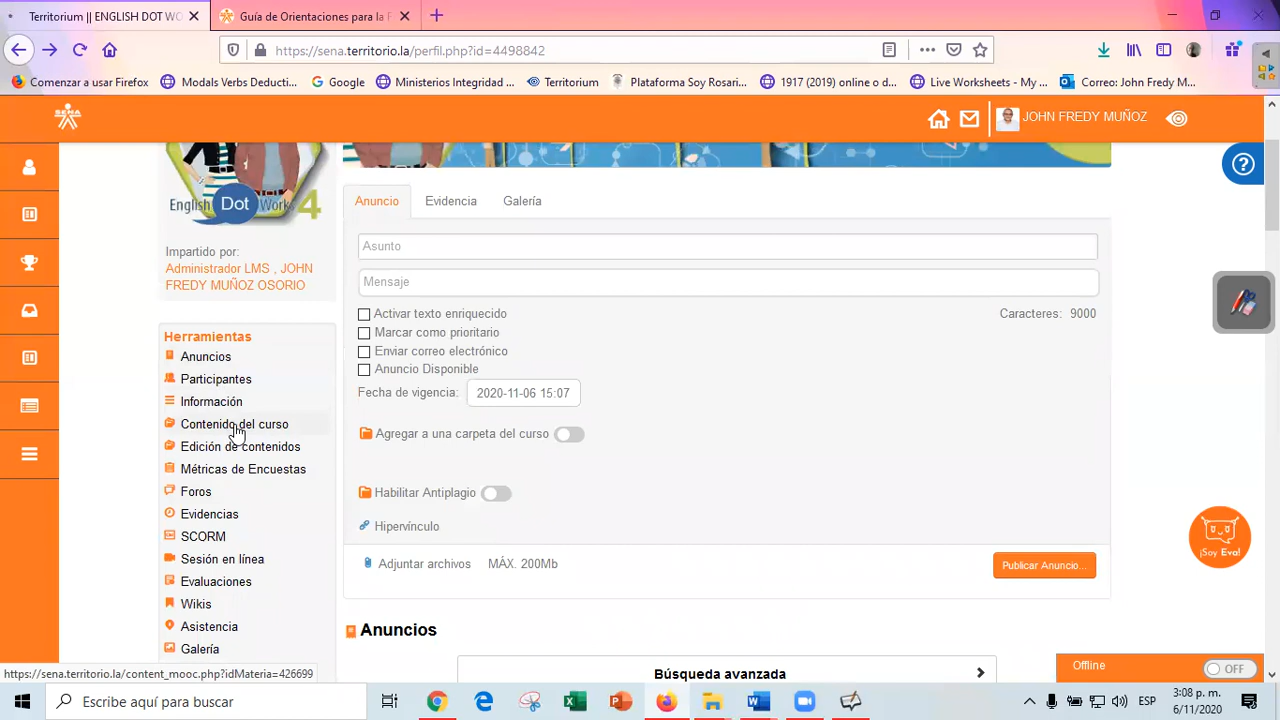 Territorium || ENGLISH DOT WO
Guía de Orientaciones para la F
https://sena.territorio.la/perfil.php?id=4498842
Comenzar a usar Firefox
Modals Verbs Deducti...
Google
Ministerios Integridad ...
Territorium
Plataforma Soy Rosari...
1917 (2019) online o d...
Live Worksheets - My ...
Correo: John Fredy M...
SENA
JOHN FREDY MUÑOZ
English Dot Works 4
Impartido por:
Administrador LMS , JOHN
FREDY MUÑOZ OSORIO
Herramientas
Anuncios
Participantes
Información
Contenido del curso
Edición de contenidos
Métricas de Encuestas
Foros
Evidencias
SCORM
Sesión en línea
Evaluaciones
Wikis
Asistencia
Galería
Anuncio
Evidencia
Galería
Asunto
Mensaje
Activar texto enriquecido
Caracteres: 9000
Marcar como prioritario
Enviar correo electrónico
Anuncio Disponible
Fecha de vigencia: 2020-11-06 15:07
Agregar a una carpeta del curso
Habilitar Antiplagio
Hipervínculo
Adjuntar archivos MÁX. 200Mb
Publicar Anuncio...
Anuncios
Búsqueda avanzada
¡Soy Eva!
Offline
OFF
https://sena.territorio.la/content_mooc.php?idMateria=426699
Escribe aquí para buscar
ESP
3:08 p. m.
6/11/2020